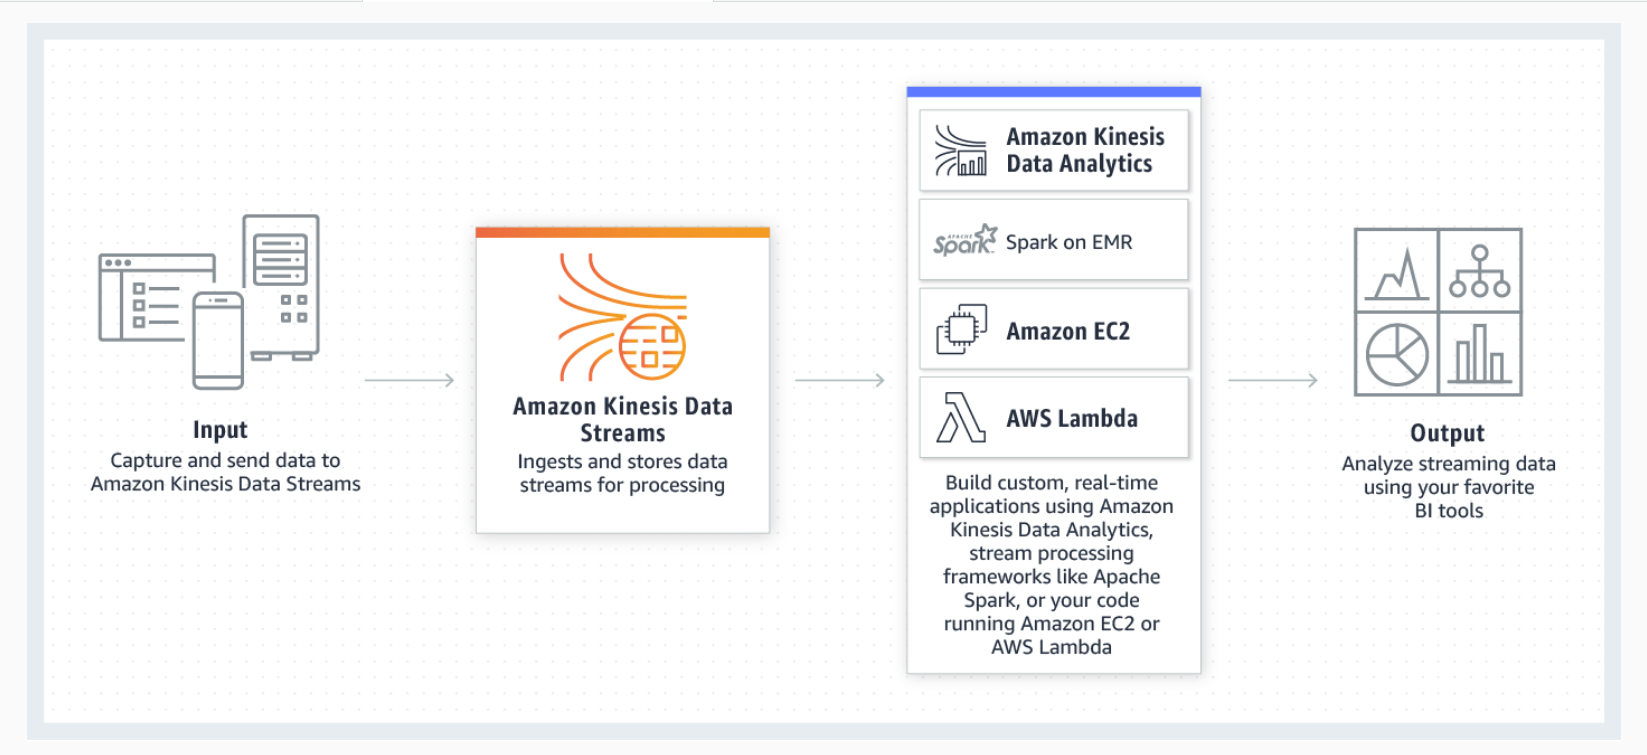 Input
Capture and send data to
Amazon Kinesis Data Streams
Amazon Kinesis Data
Streams
Ingests and stores data
streams for processing
Amazon Kinesis
Data Analytics
APACHE
Spark
Spark on EMR
Amazon EC2
AWS Lambda
Build custom, real-time
applications using Amazon
Kinesis Data Analytics,
stream processing
frameworks like Apache
Spark, or your code
running Amazon EC2 or
AWS Lambda
Output
Analyze streaming data
using your favorite
BI tools